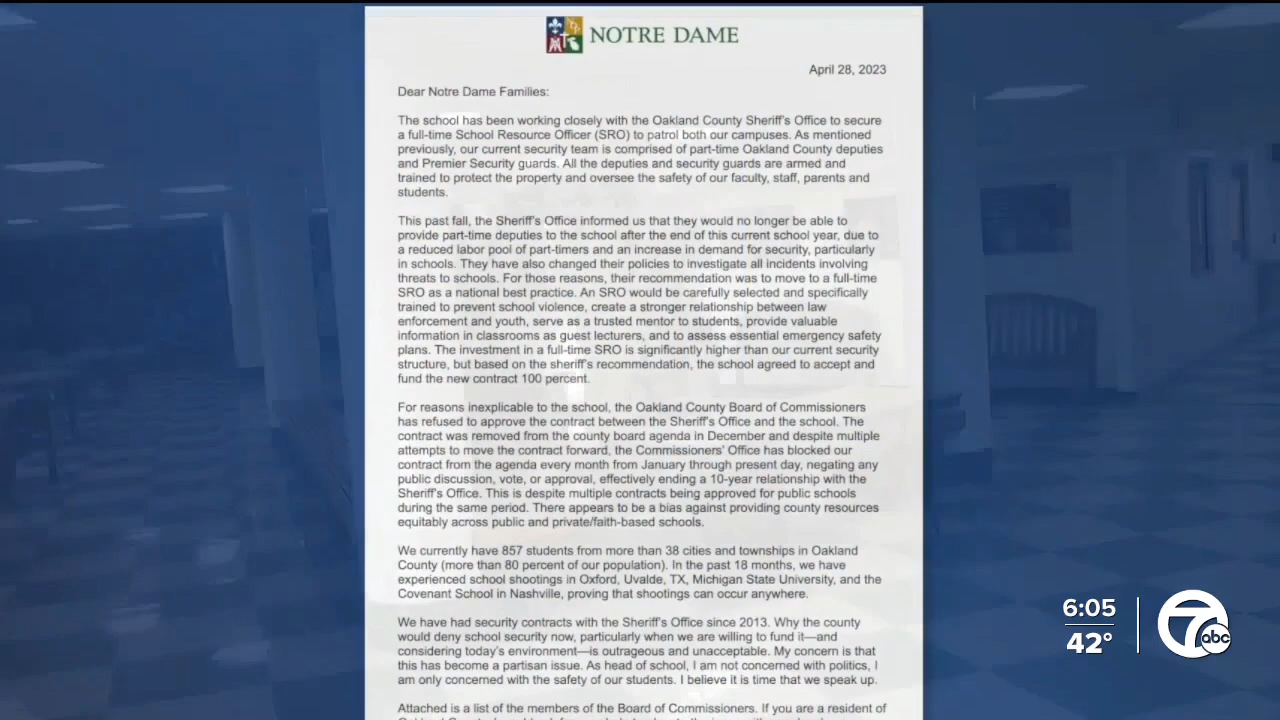 NOTRE DAME
April 28, 2023
Dear Notre Dame Families:
The school has been working closely with the Oakland County Sheriff's Office to secure
a full-time School Resource Officer (SRO) to patrol both our campuses. As mentioned
previously, our current security team is comprised of part-time Oakland County deputies
and Premier Security guards. All the deputies and security guards are armed and
trained to protect the property and oversee the safety of our faculty, staff, parents and
students.
This past fall, the Sheriff's Office informed us that they would no longer be able to
provide part-time deputies to the school after the end of this current school year, due to
a reduced labor pool of part-timers and an increase in demand for security, particularly
in schools. They have also changed their policies to investigate all incidents involving
threats to schools. For those reasons, their recommendation was to move to a full-time
SRO as a national best practice. An SRO would be carefully selected and specifically
trained to prevent school violence, create a stronger relationship between law
enforcement and youth, serve as a trusted mentor to students, provide valuable
information in classrooms as guest lecturers, and to assess essential emergency safety
plans. The investment in a full-time SRO is significantly higher than our current security
structure, but based on the sheriff's recommendation, the school agreed to accept and
fund the new contract 100 percent.
For reasons inexplicable to the school, the Oakland County Board of Commissioners
has refused to approve the contract between the Sheriff's Office and the school. The
contract was removed from the county board agenda in December and despite multiple
attempts to move the contract forward, the Commissioners' Office has blocked our
contract from the agenda every month from January through present day, negating any
public discussion, vote, or approval, effectively ending a 10-year relationship with the
Sheriff's Office. This is despite multiple contracts being approved for public schools
during the same period. There appears to be a bias against providing county resources
equitably across public and private/faith-based schools.
We currently have 857 students from more than 38 cities and townships in Oakland
County (more than 80 percent of our population). In the past 18 months, we have
experienced school shootings in Oxford, Uvalde, TX, Michigan State University, and the
Covenant School in Nashville, proving that shootings can occur anywhere.
We have had security contracts with the Sheriff's Office since 2013. Why the county
would deny school security now, particularly when we are willing to fund it—and
considering today's environment—is outrageous and unacceptable. My concern is that
this has become a partisan issue. As head of school, I am not concerned with politics, I
am only concerned with the safety of our students. I believe it is time that we speak up.
Attached is a list of the members of the Board of Commissioners. If you are a resident of
6:05
42°
7
abc